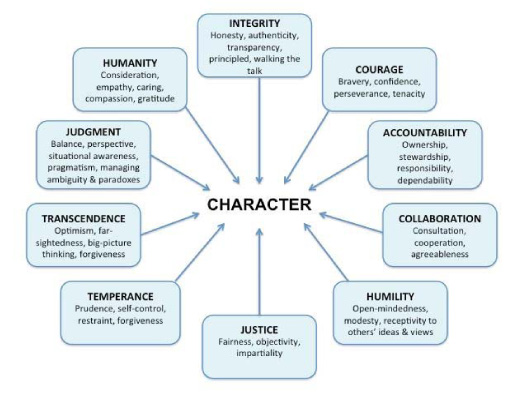 INTEGRITY
Honesty, authenticity,
transparency,
principled, walking the
talk
HUMANITY
Consideration,
empathy, caring,
compassion, gratitude
COURAGE
Bravery, confidence,
perseverance, tenacity
JUDGMENT
Balance, perspective,
situational awareness,
pragmatism, managing
ambiguity & paradoxes
ACCOUNTABILITY
Ownership,
stewardship,
responsibility,
dependability
CHARACTER
TRANSCENDENCE
Optimism, far-
sightedness, big-picture
thinking, forgiveness
COLLABORATION
Consultation,
cooperation,
agreeableness
TEMPERANCE
Prudence, self-control,
restraint, forgiveness
HUMILITY
Open-mindedness,
modesty, receptivity to
others' ideas & views
JUSTICE
Fairness, objectivity,
impartiality